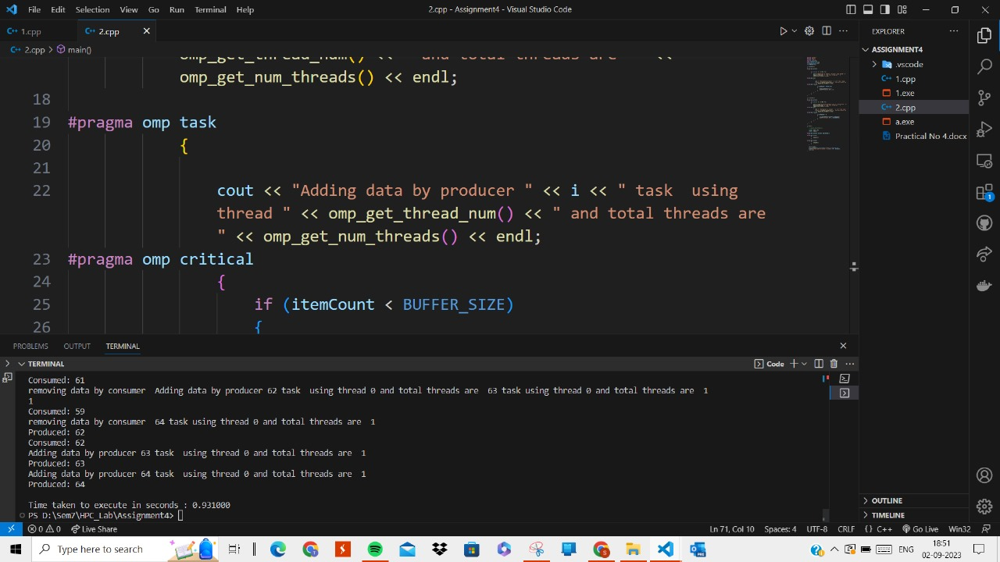 File Edit Selection View Go Run Terminal Help
2.cpp - Assignment4 - Visual Studio Code
1.cpp
2.cpp
2.cpp > main()
omp_get_thread_num() << " and total threads are " <<
omp_get_num_threads() << endl;
18
19 #pragma omp task
20 {
21
22 cout << "Adding data by producer " << i << " task  using
thread " << omp_get_thread_num() << " and total threads are
" << omp_get_num_threads() << endl;
23 #pragma omp critical
24 {
25 if (itemCount < BUFFER_SIZE)
26 {
EXPLORER
ASSIGNMENT4
.vscode
1.cpp
1.exe
2.cpp
a.exe
Practical No 4.docx
1
OUTLINE
TIMELINE
PROBLEMS OUTPUT TERMINAL
TERMINAL
Code
Consumed: 61
removing data by consumer  Adding data by producer 62 task  using thread 0 and total threads are  63 task using thread 0 and total threads are  1
1
Consumed: 59
removing data by consumer  64 task using thread 0 and total threads are  1
Produced: 62
Consumed: 62
Adding data by producer 63 task  using thread 0 and total threads are  1
Produced: 63
Adding data by producer 64 task  using thread 0 and total threads are  1
Produced: 64
Time taken to execute in seconds : 0.931000
PS D:\Sem7\HPC_Lab\Assignment4>
0 0 Live Share
Ln 71, Col 10 Spaces: 4 UTF-8 CRLF {} C++ Go Live Win32
Type here to search
ENG
18:51
02-09-2023